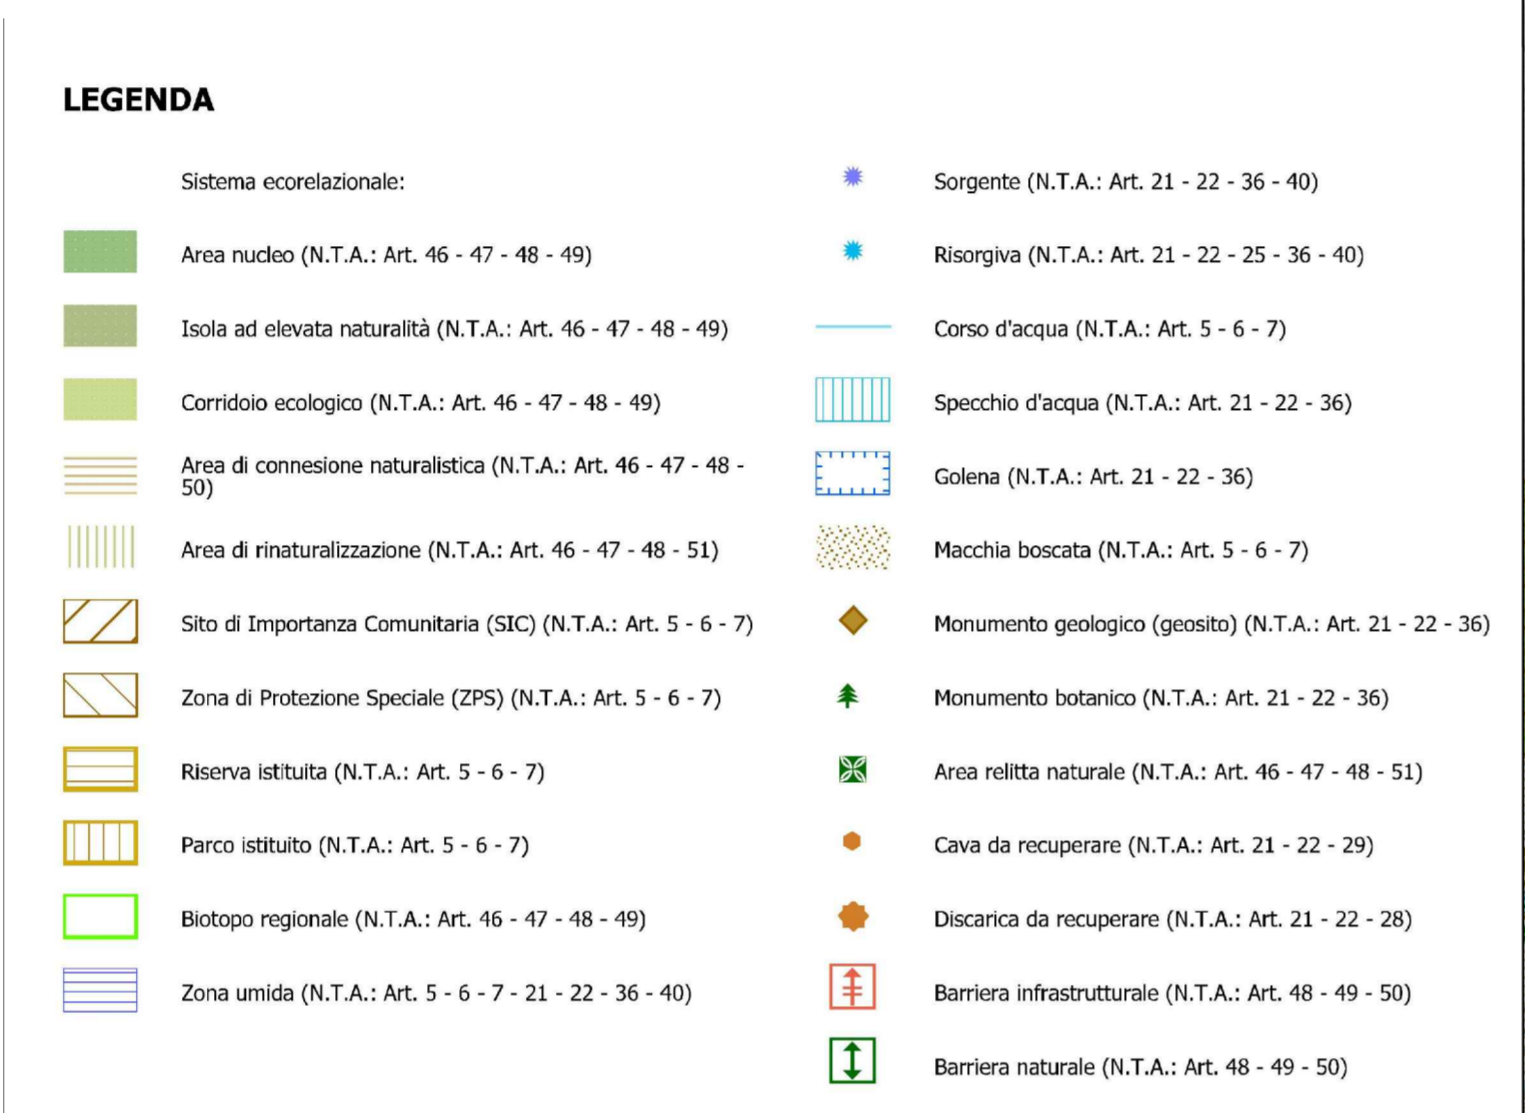 LEGENDA
Sistema ecorelazionale:
Area nucleo (N.T.A.: Art. 46 - 47 - 48 - 49)
Isola ad elevata naturalità (N.T.A.: Art. 46 - 47 - 48 - 49)
Corridoio ecologico (N.T.A.: Art. 46 - 47 - 48 - 49)
Area di connesione naturalistica (N.T.A.: Art. 46 - 47 - 48 -
50)
Area di rinaturalizzazione (N.T.A.: Art. 46 - 47 - 48 - 51)
Sito di Importanza Comunitaria (SIC) (N.T.A.: Art. 5 - 6 - 7)
Zona di Protezione Speciale (ZPS) (N.T.A.: Art. 5 - 6 - 7)
Riserva istituita (N.T.A.: Art. 5 - 6 - 7)
Parco istituito (N.T.A.: Art. 5 - 6 - 7)
Biotopo regionale (N.T.A.: Art. 46 - 47 - 48 - 49)
Zona umida (N.T.A.: Art. 5 - 6 - 7 - 21 - 22 - 36 - 40)
Sorgente (N.T.A.: Art. 21 - 22 - 36 - 40)
Risorgiva (N.T.A.: Art. 21 - 22 - 25 - 36 - 40)
Corso d'acqua (N.T.A.: Art. 5 - 6 - 7)
Specchio d'acqua (N.T.A.: Art. 21 - 22 - 36)
Golena (N.T.A.: Art. 21 - 22 - 36)
Macchia boscata (N.T.A.: Art. 5 - 6 - 7)
Monumento geologico (geosito) (N.T.A.: Art. 21 - 22 - 36)
Monumento botanico (N.T.A.: Art. 21 - 22 - 36)
Area relitta naturale (N.T.A.: Art. 46 - 47 - 48 - 51)
Cava da recuperare (N.T.A.: Art. 21 - 22 - 29)
Discarica da recuperare (N.T.A.: Art. 21 - 22 - 28)
Barriera infrastrutturale (N.T.A.: Art. 48 - 49 - 50)
Barriera naturale (N.T.A.: Art. 48 - 49 - 50)